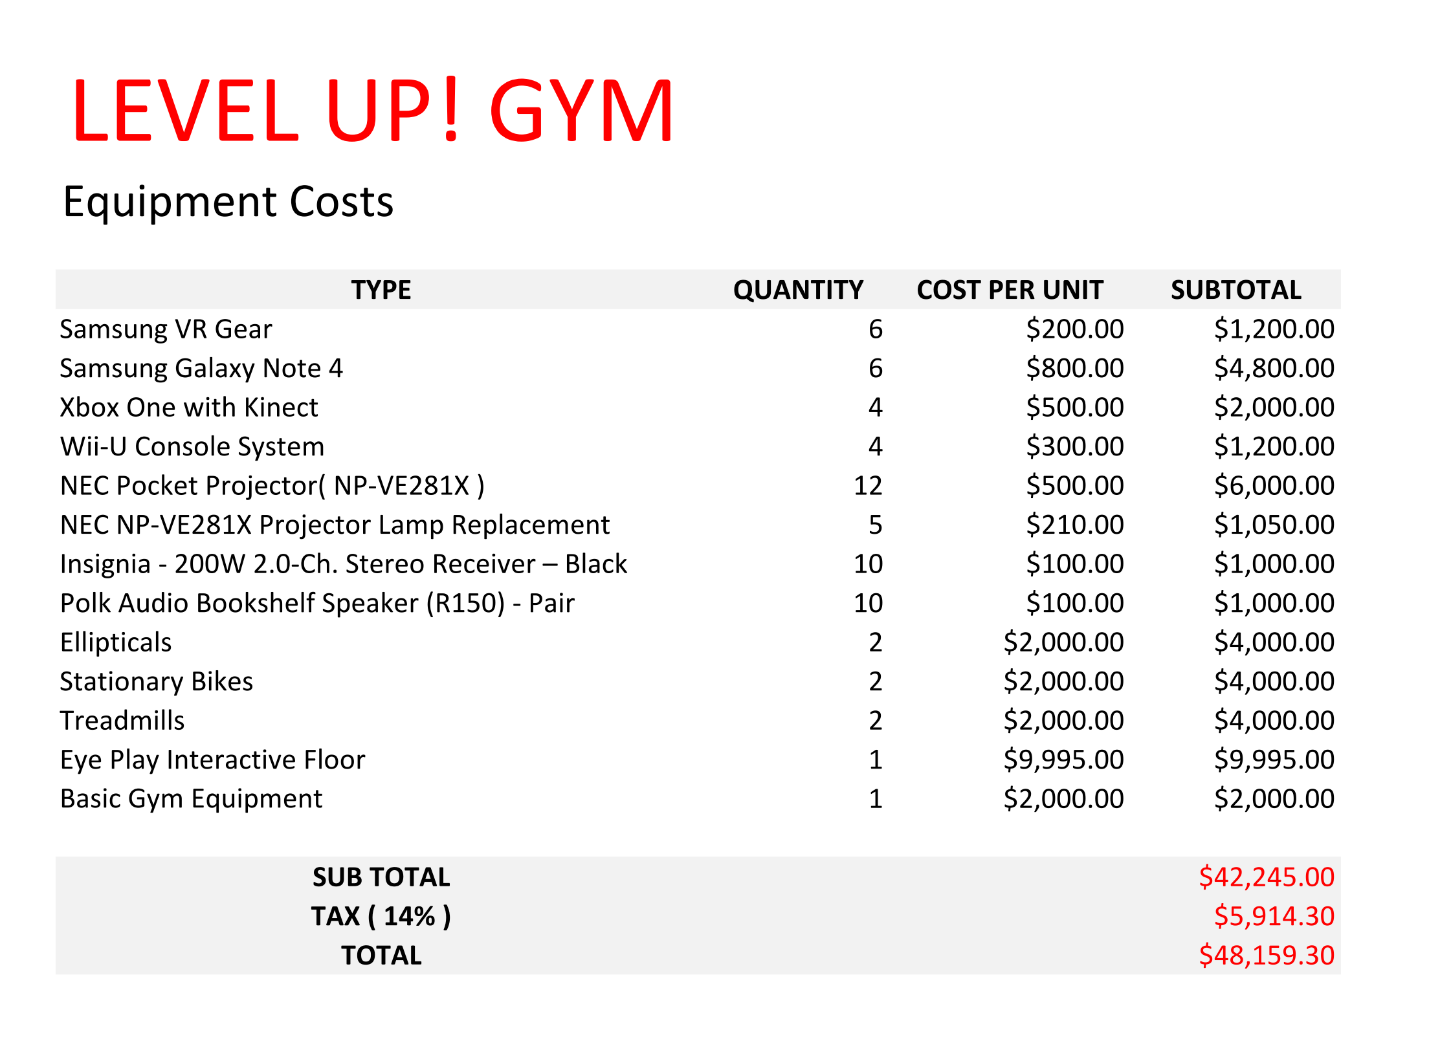 LEVEL UP! GYM
Equipment Costs
TYPE QUANTITY COST PER UNIT SUBTOTAL
Samsung VR Gear 6 $200.00 $1,200.00
Samsung Galaxy Note 4 6 $800.00 $4,800.00
Xbox One with Kinect 4 $500.00 $2,000.00
Wii-U Console System 4 $300.00 $1,200.00
NEC Pocket Projector( NP-VE281X ) 12 $500.00 $6,000.00
NEC NP-VE281X Projector Lamp Replacement 5 $210.00 $1,050.00
Insignia - 200W 2.0-Ch. Stereo Receiver – Black 10 $100.00 $1,000.00
Polk Audio Bookshelf Speaker (R150) - Pair 10 $100.00 $1,000.00
Ellipticals 2 $2,000.00 $4,000.00
Stationary Bikes 2 $2,000.00 $4,000.00
Treadmills 2 $2,000.00 $4,000.00
Eye Play Interactive Floor 1 $9,995.00 $9,995.00
Basic Gym Equipment 1 $2,000.00 $2,000.00
SUB TOTAL $42,245.00
TAX ( 14% ) $5,914.30
TOTAL $48,159.30